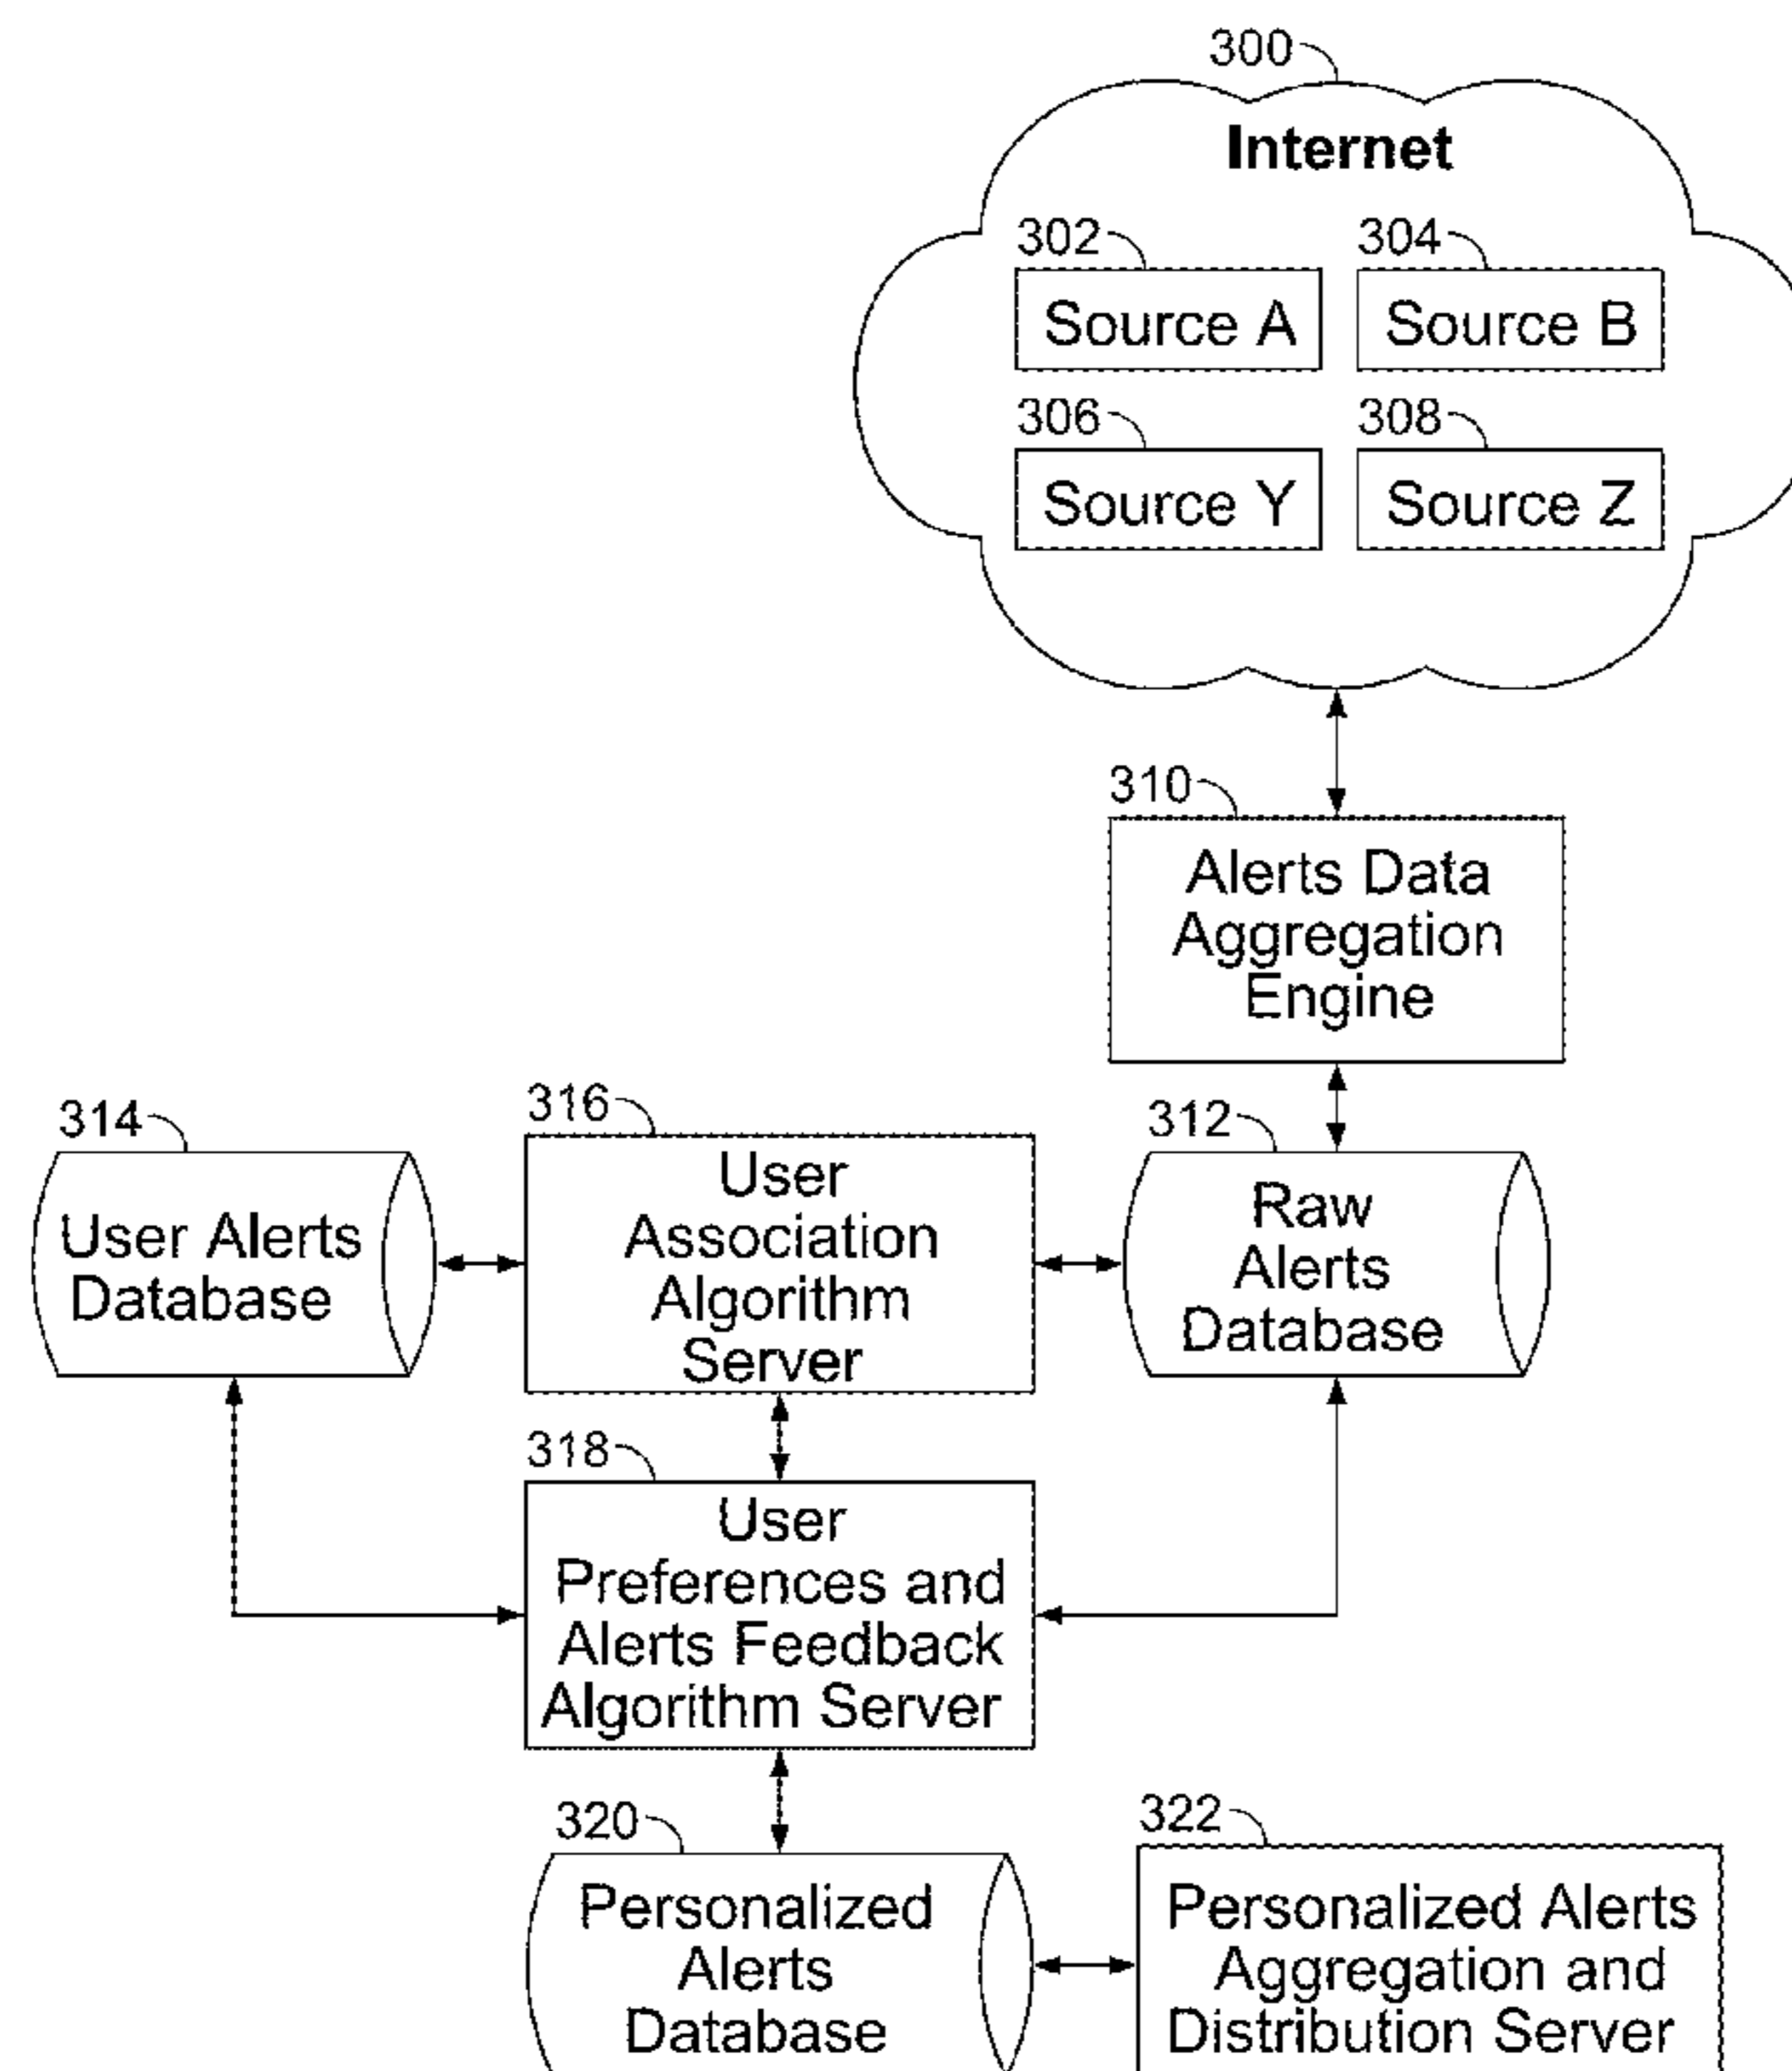 300
Internet
302
304
Source A
Source B
306
308
Source Y
Source Z
310
Alerts Data
Aggregation
Engine
314
316
312
User Alerts
Database
User
Association
Algorithm
Server
Raw
Alerts
Database
318
User
Preferences and
Alerts Feedback
Algorithm Server
320
322
Personalized
Alerts
Database
Personalized Alerts
Aggregation and
Distribution Server